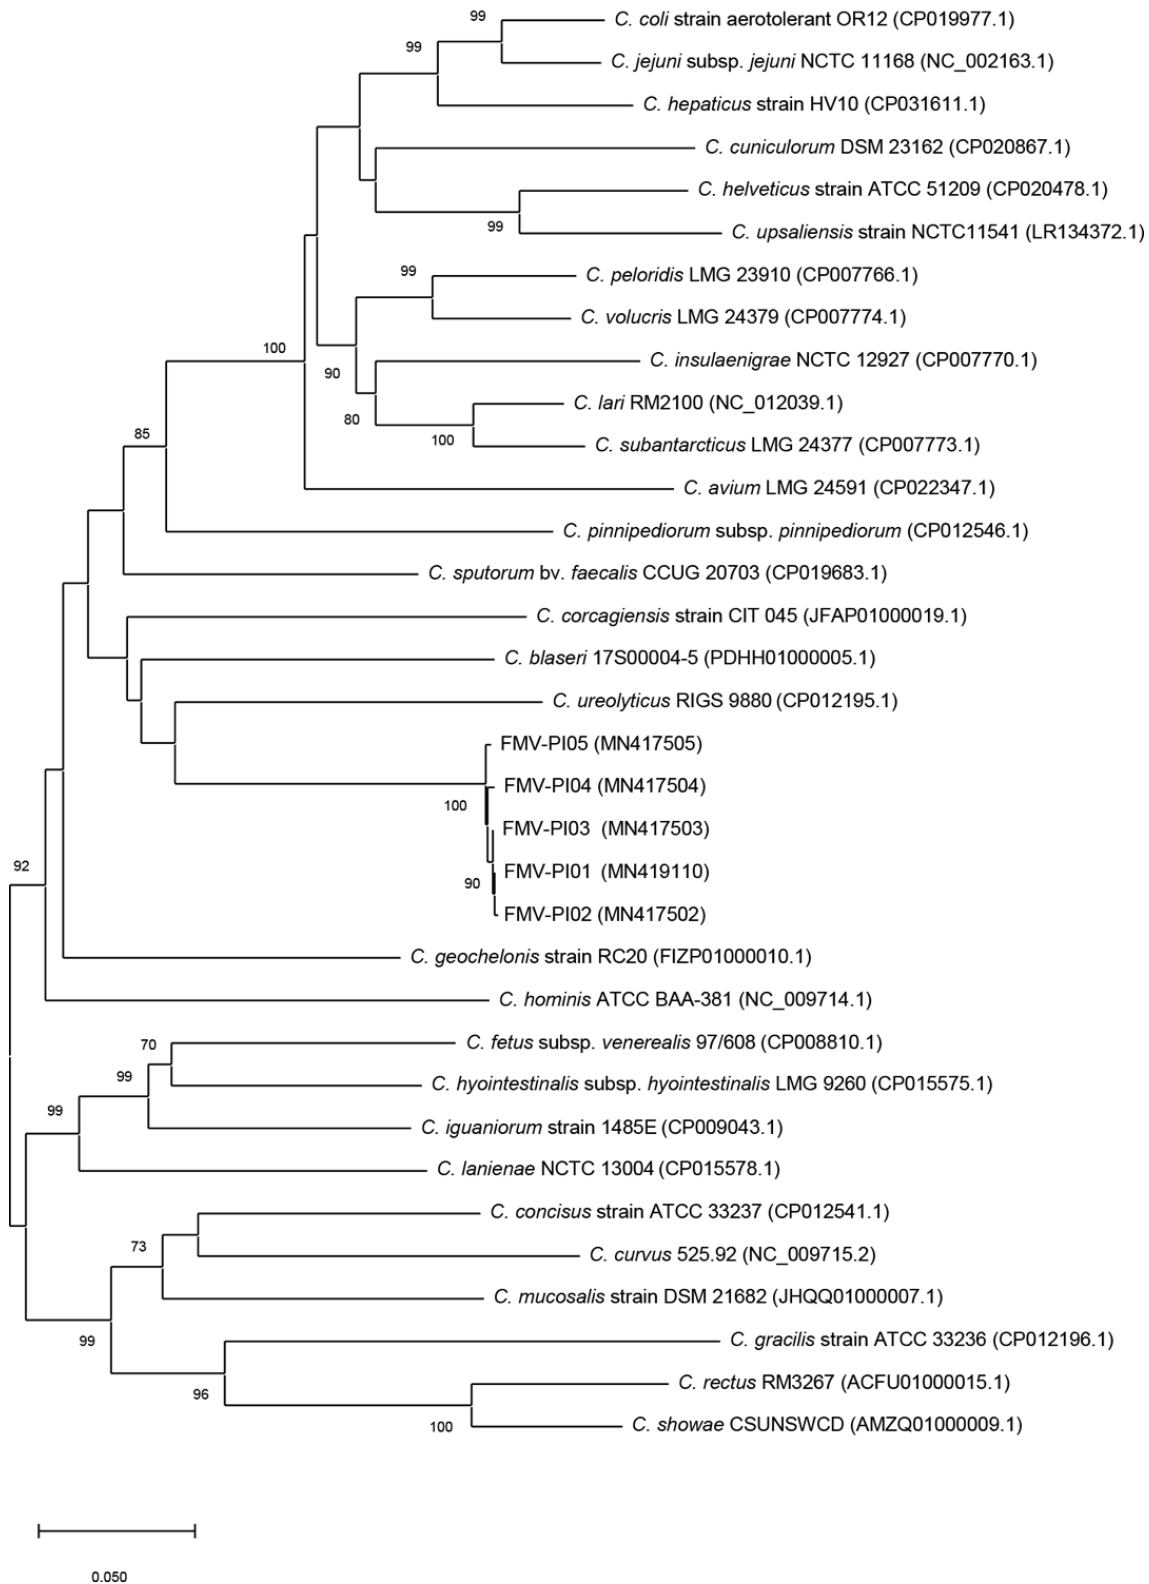 99
C. coli strain aerotolerant OR12 (CP019977.1)
99
C. jejuni subsp. jejuni NCTC 11168 (NC_002163.1)
C. hepaticus strain HV10 (CP031611.1)
C. cuniculorum DSM 23162 (CP020867.1)
C. helveticus strain ATCC 51209 (CP020478.1)
99
C. upsaliensis strain NCTC11541 (LR134372.1)
99
C. peloridis LMG 23910 (CP007766.1)
C. volucris LMG 24379 (CP007774.1)
100
C. insulaenigrae NCTC 12927 (CP007770.1)
90
C. lari RM2100 (NC_012039.1)
80
85
100
C. subantarcticus LMG 24377 (CP007773.1)
C. avium LMG 24591 (CP022347.1)
C. pinnipediorum subsp. pinnipediorum (CP012546.1)
C. sputorum bv. faecalis CCUG 20703 (CP019683.1)
C. corcagiensis strain CIT 045 (JFAP01000019.1)
C. blaseri 17S00004-5 (PDHH01000005.1)
C. ureolyticus RIGS 9880 (CP012195.1)
FMV-PI05 (MN417505)
FMV-PI04 (MN417504)
100
FMV-PI03 (MN417503)
92
FMV-PI01 (MN419110)
90
FMV-PI02 (MN417502)
C. geochelonis strain RC20 (FIZP01000010.1)
C. hominis ATCC BAA-381 (NC_009714.1)
70
C. fetus subsp. venerealis 97/608 (CP008810.1)
99
C. hyointestinalis subsp. hyointestinalis LMG 9260 (CP015575.1)
99
C. iguaniorum strain 1485E (CP009043.1)
C. lanienae NCTC 13004 (CP015578.1)
C. concisus strain ATCC 33237 (CP012541.1)
73
C. curvus 525.92 (NC_009715.2)
C. mucosalis strain DSM 21682 (JHQQ01000007.1)
99
C. gracilis strain ATCC 33236 (CP012196.1)
96
C. rectus RM3267 (ACFU01000015.1)
100
C. showae CSUNSWCD (AMZQ01000009.1)
0.050